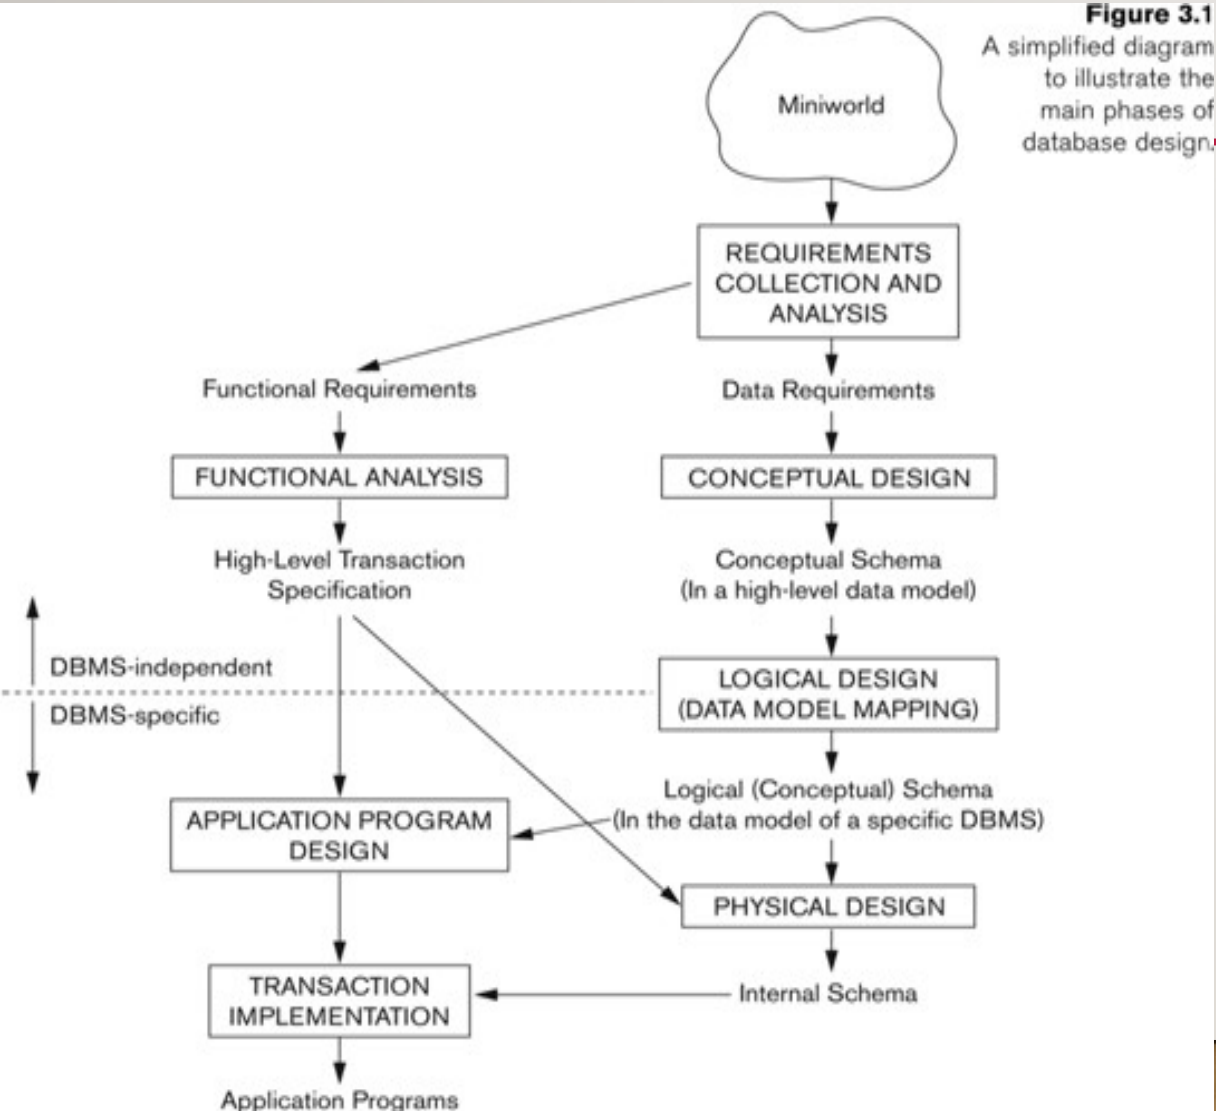 Figure 3.1
A simplified diagram
to illustrate the
main phases of
database design.
Miniworld
REQUIREMENTS
COLLECTION AND
ANALYSIS
Functional Requirements
Data Requirements
FUNCTIONAL ANALYSIS
CONCEPTUAL DESIGN
High-Level Transaction
Specification
Conceptual Schema
(In a high-level data model)
DBMS-independent
DBMS-specific
LOGICAL DESIGN
(DATA MODEL MAPPING)
Logical (Conceptual) Schema
(In the data model of a specific DBMS)
APPLICATION PROGRAM
DESIGN
PHYSICAL DESIGN
TRANSACTION
IMPLEMENTATION
Internal Schema
Application Programs